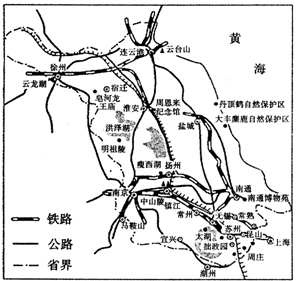 黄
海
连云港
云台山
徐州
云龙湖
宿迁
皂河龙
王庙
淮安
周恩来
纪念馆
丹顶鹤自然保护区
大丰麋鹿自然保护区
盐城
洪泽湖
明祖陵
瘦西湖
扬州
南京
中山陵
镇江
南通
南通博物苑
常州
无锡
常熟
马鞍山
苏州
昆山
上海
太湖
拙政园
宜兴
周庄
湖州
铁路
公路
省界